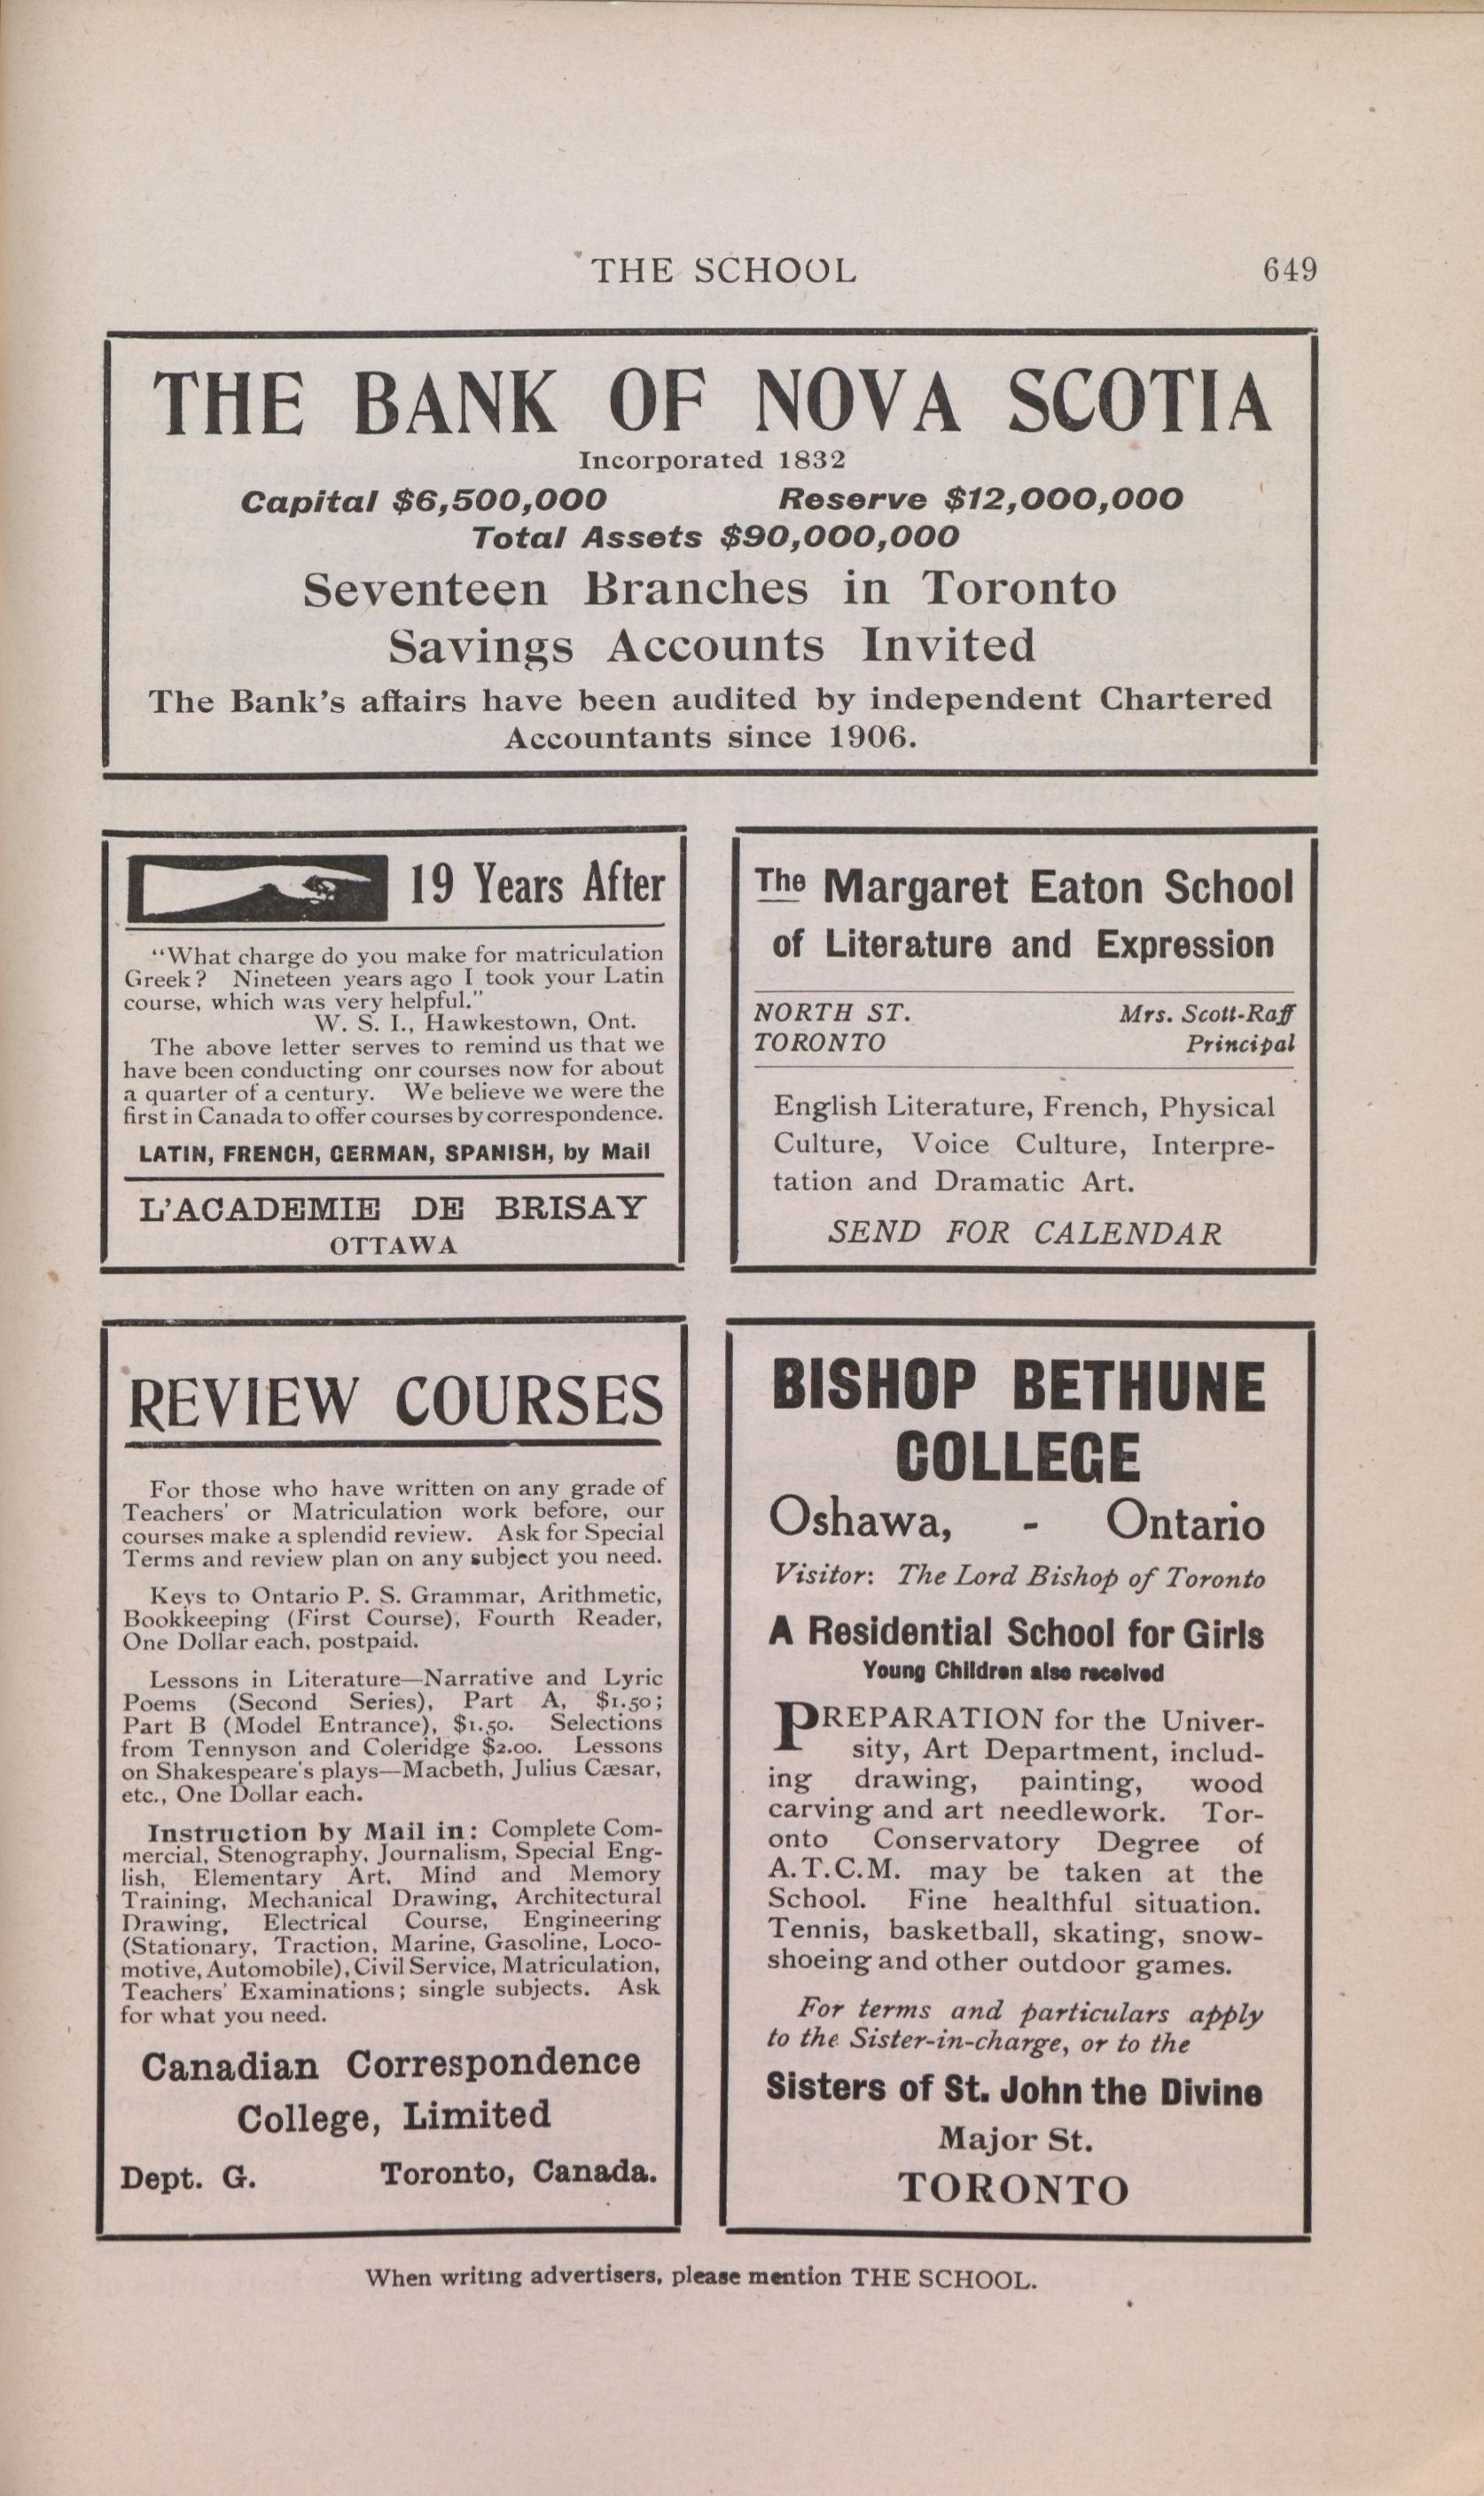 THE SCHOOL
649
THE BANK OF NOVA SCOTIA
Incorporated 1832
Capital $6,500,000 Reserve $12,000,000
Total Assets $90,000,000
Seventeen Branches in Toronto
Savings Accounts Invited
The Bank's affairs have been audited by independent Chartered
Accountants since 1906.
19 Years After
"What charge do you make for matriculation
Greek? Nineteen years ago I took your Latin
course, which was very helpful."
W. S. I., Hawkestown, Ont.
The above letter serves to remind us that we
have been conducting onr courses now for about
a quarter of a century. We believe we were the
first in Canada to offer courses by correspondence.
LATIN, FRENCH, GERMAN, SPANISH, by Mail
L'ACADEMIE DE BRISAY
OTTAWA
The Margaret Eaton School
of Literature and Expression
NORTH ST. Mrs. Scott-Raff
TORONTO Principal
English Literature, French, Physical
Culture, Voice Culture, Interpre-
tation and Dramatic Art.
SEND FOR CALENDAR
REVIEW COURSES
For those who have written on any grade of
Teachers' or Matriculation work before, our
courses make a splendid review. Ask for Special
Terms and review plan on any subject you need.
Keys to Ontario P. S. Grammar, Arithmetic,
Bookkeeping (First Course), Fourth Reader,
One Dollar each, postpaid.
Lessons in Literature—Narrative and Lyric
Poems (Second Series), Part A, $1.50;
Part B (Model Entrance), $1.50. Selections
from Tennyson and Coleridge $2.00. Lessons
on Shakespeare's plays—Macbeth, Julius Cæsar,
etc., One Dollar each.
Instruction by Mail in: Complete Com-
mercial, Stenography, Journalism, Special Eng-
lish, Elementary Art, Mind and Memory
Training, Mechanical Drawing, Architectural
Drawing, Electrical Course, Engineering
(Stationary, Traction, Marine, Gasoline, Loco-
motive, Automobile), Civil Service, Matriculation,
Teachers' Examinations; single subjects. Ask
for what you need.
Canadian Correspondence
College, Limited
Dept. G. Toronto, Canada.
BISHOP BETHUNE
COLLEGE
Oshawa, - Ontario
Visitor: The Lord Bishop of Toronto
A Residential School for Girls
Young Children also received
PREPARATION for the Univer-
sity, Art Department, includ-
ing drawing, painting, wood
carving and art needlework. Tor-
onto Conservatory Degree of
A.T.C.M. may be taken at the
School. Fine healthful situation.
Tennis, basketball, skating, snow-
shoeing and other outdoor games.
For terms and particulars apply
to the Sister-in-charge, or to the
Sisters of St. John the Divine
Major St.
TORONTO
When writing advertisers, please mention THE SCHOOL.